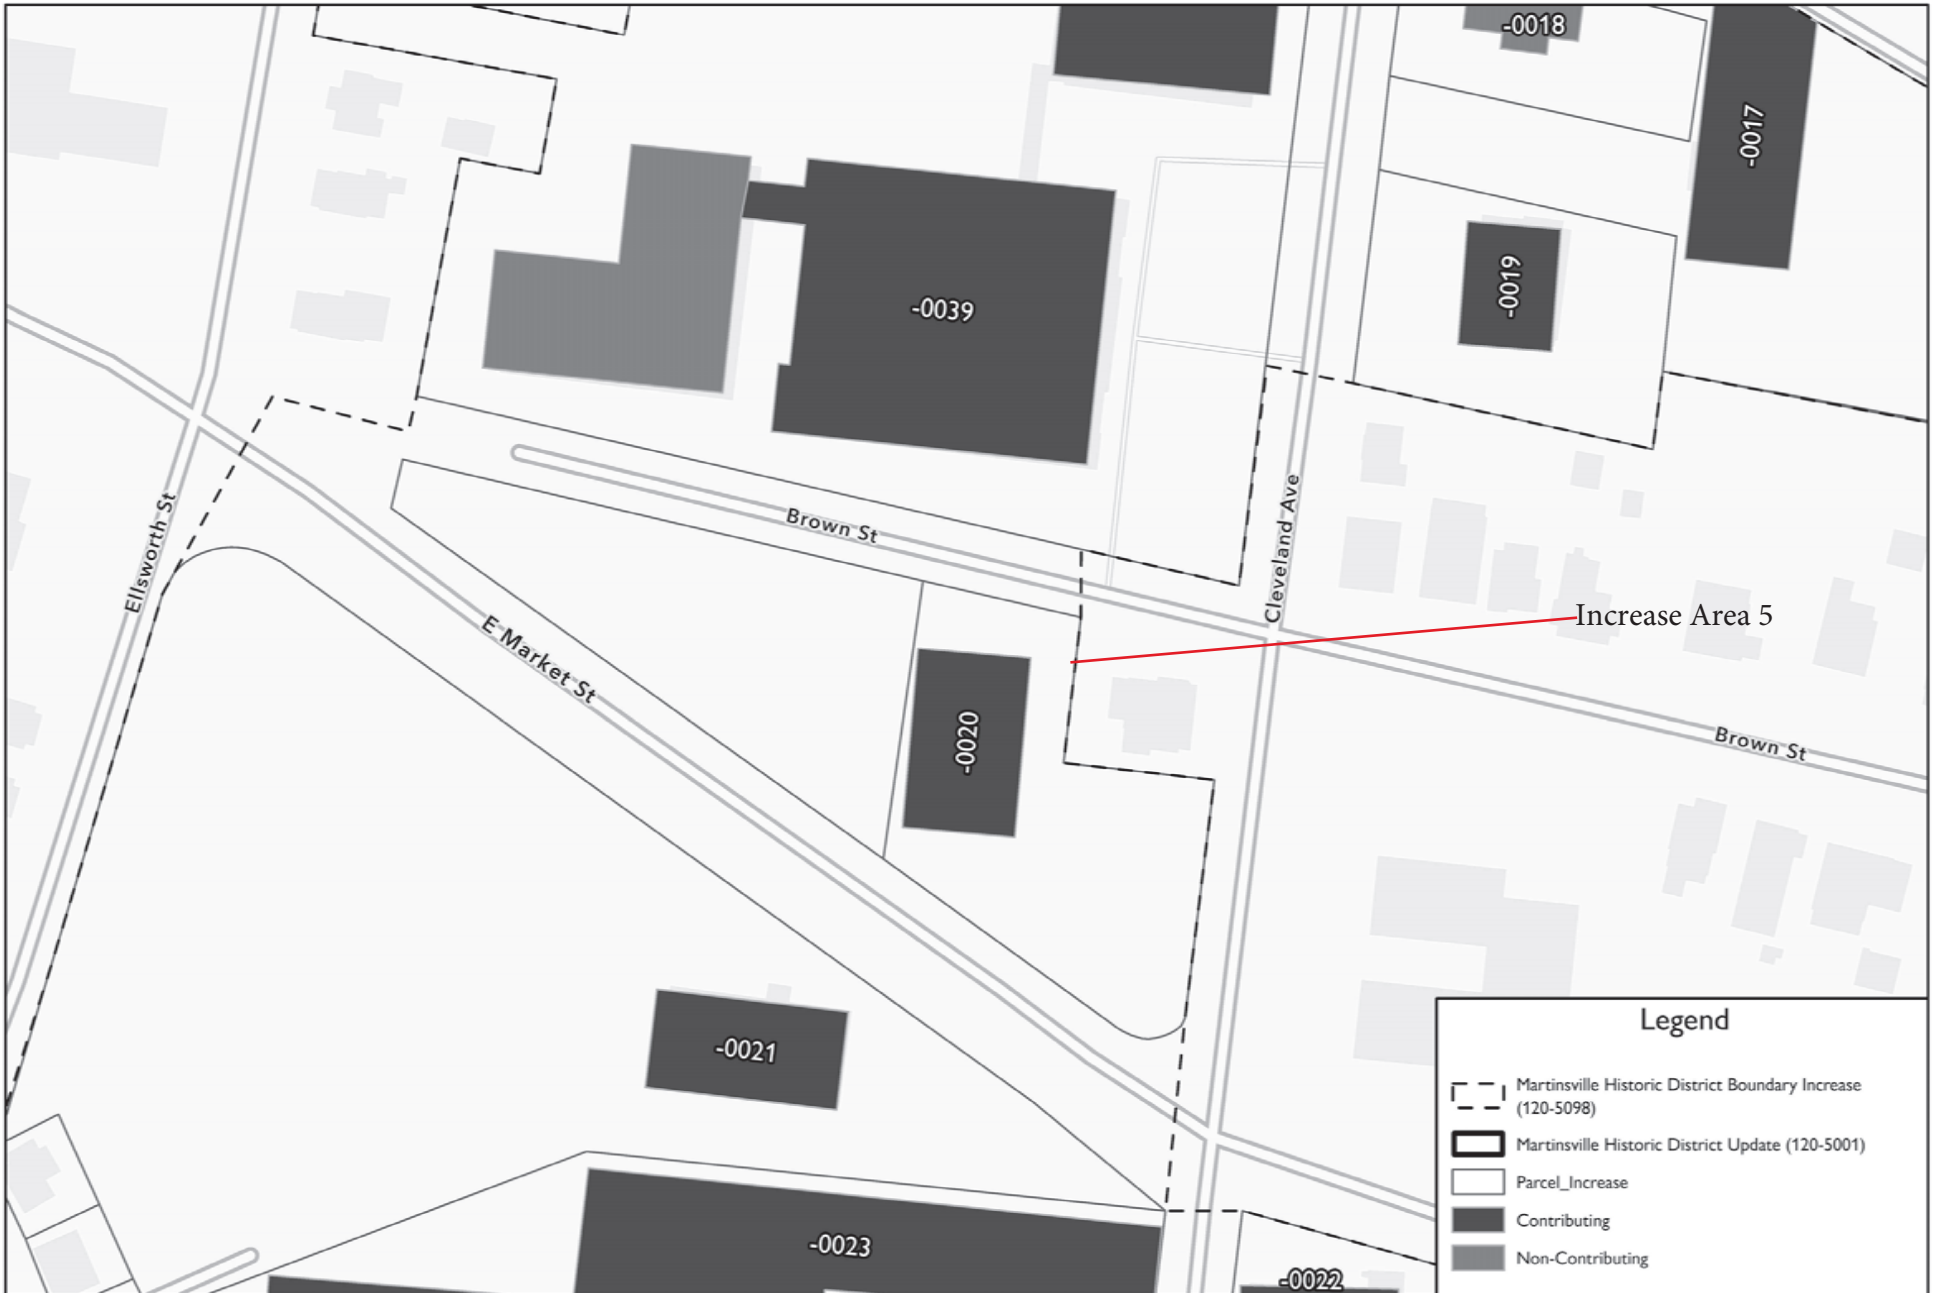 -0018
-0017
-0019
-0039
Ellsworth St
Brown St
Cleveland Ave
Increase Area 5
E Market St
-0020
Brown St
-0021
-0023
-0022
Legend
Martinsville Historic District Boundary Increase
(120-5098)
Martinsville Historic District Update (120-5001)
Parcel_Increase
Contributing
Non-Contributing